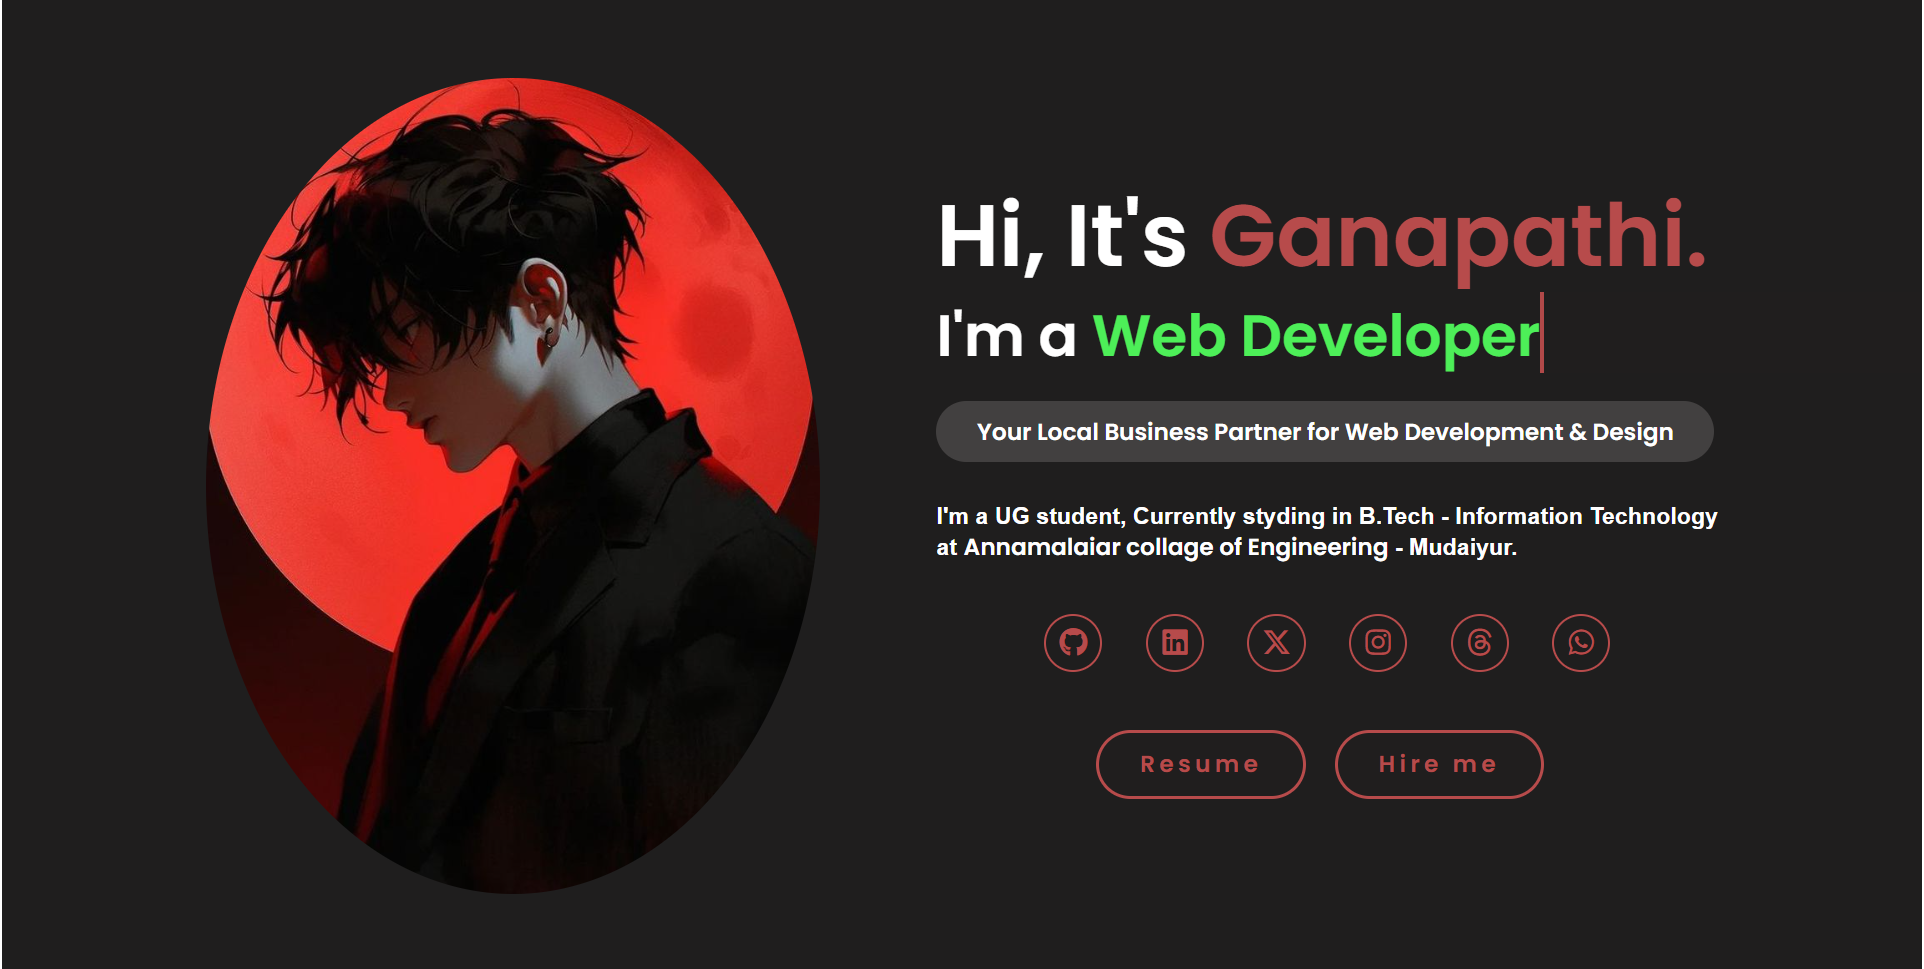 Hi, It's Ganapathi.
I'm a Web Developer
Your Local Business Partner for Web Development & Design
I'm a UG student, Currently styding in B.Tech - Information Technology
at Annamalaiar collage of Engineering - Mudaiyur.
Resume
Hire me